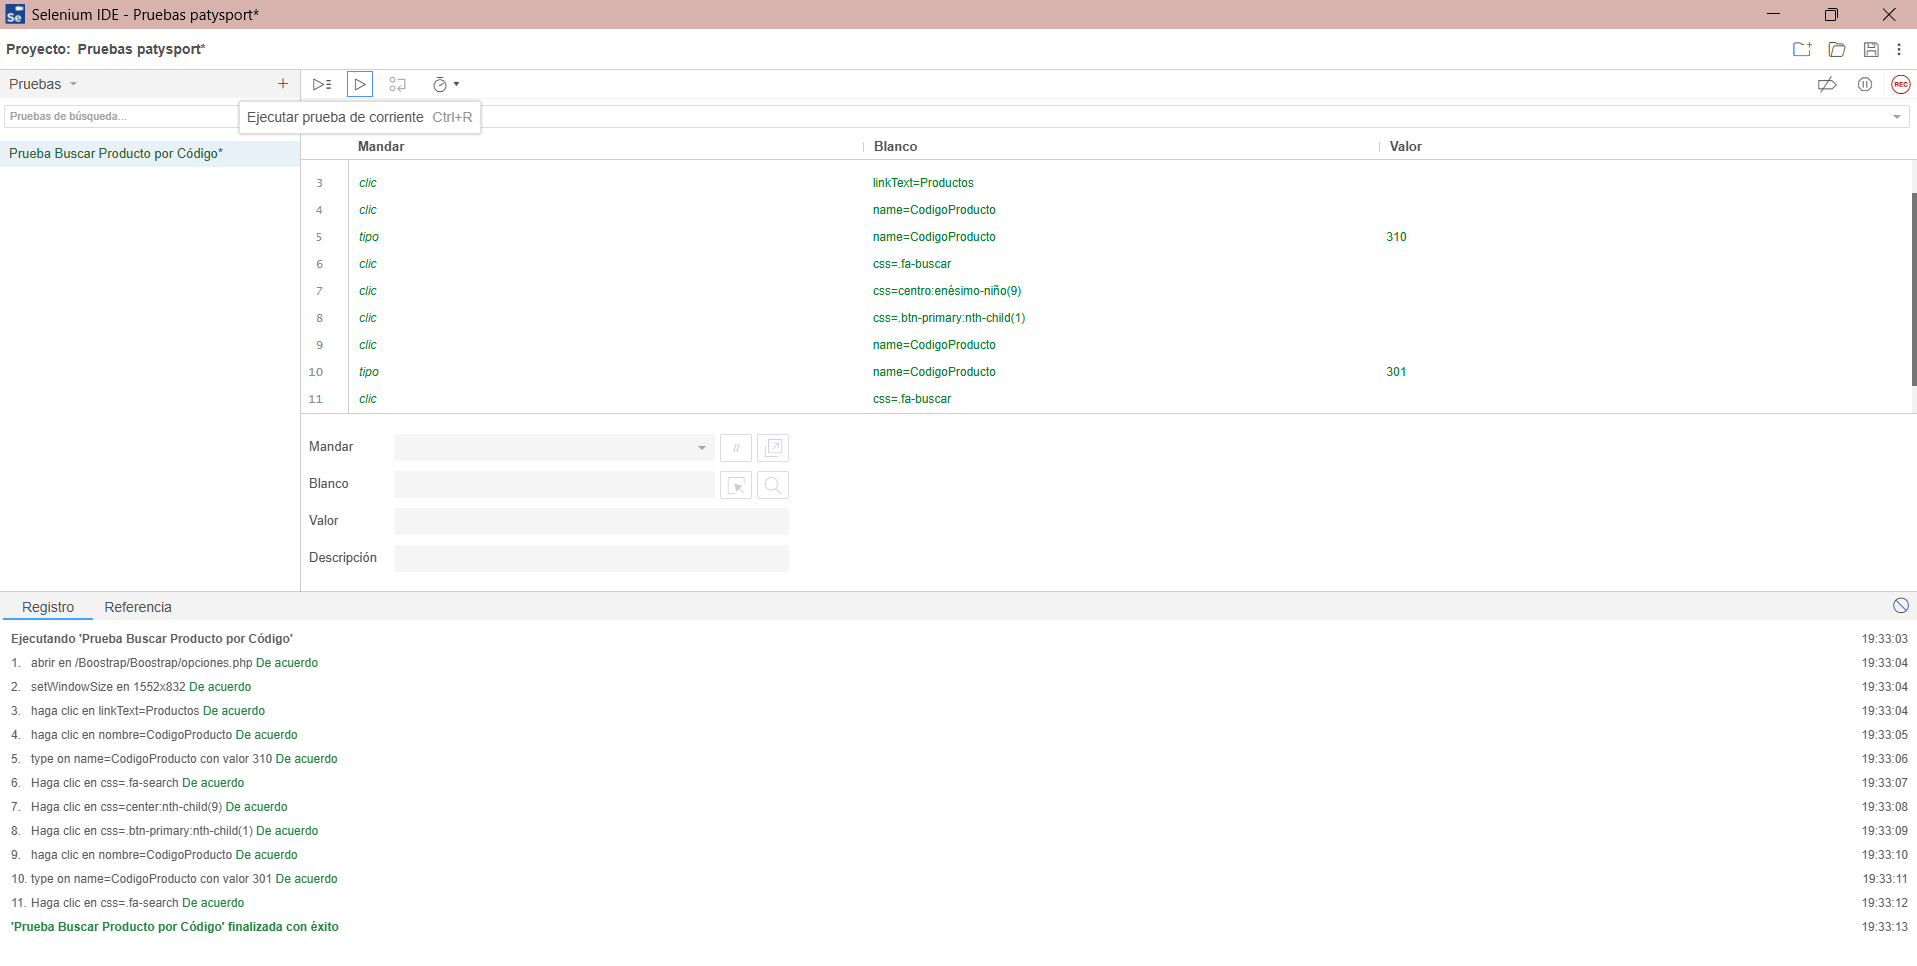 Selenium IDE - Pruebas patysport*
Proyecto: Pruebas patysport*
Pruebas
REC
Pruebas de búsqueda...
Ejecutar prueba de corriente Ctrl+R
Prueba Buscar Producto por Código*
Mandar Blanco Valor
3 clic linkText=Productos
4 clic name=CodigoProducto
5 tipo name=CodigoProducto 310
6 clic css=.fa-buscar
7 clic css=centro:enésimo-niño(9)
8 clic css=.btn-primary:nth-child(1)
9 clic name=CodigoProducto
10 tipo name=CodigoProducto 301
11 clic css=.fa-buscar
Mandar //
Blanco
Valor
Descripción
Registro Referencia
Ejecutando 'Prueba Buscar Producto por Código' 19:33:03
1. abrir en /Boostrap/Boostrap/opciones.php De acuerdo 19:33:04
2. setWindowSize en 1552x832 De acuerdo 19:33:04
3. haga clic en linkText=Productos De acuerdo 19:33:04
4. haga clic en nombre=CodigoProducto De acuerdo 19:33:05
5. type on name=CodigoProducto con valor 310 De acuerdo 19:33:06
6. Haga clic en css=.fa-search De acuerdo 19:33:07
7. Haga clic en css=center:nth-child(9) De acuerdo 19:33:08
8. Haga clic en css=.btn-primary:nth-child(1) De acuerdo 19:33:09
9. haga clic en nombre=CodigoProducto De acuerdo 19:33:10
10. type on name=CodigoProducto con valor 301 De acuerdo 19:33:11
11. Haga clic en css=.fa-search De acuerdo 19:33:12
'Prueba Buscar Producto por Código' finalizada con éxito 19:33:13